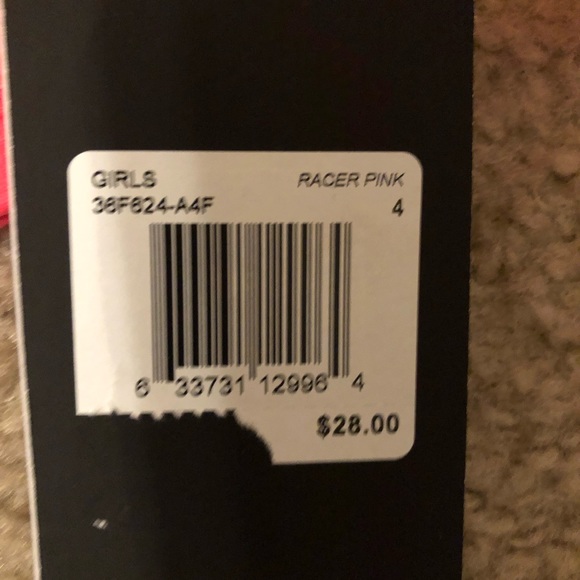 GIRLS RACER PINK
36F624-A4F 4
6 33731 12996 4
$28.00